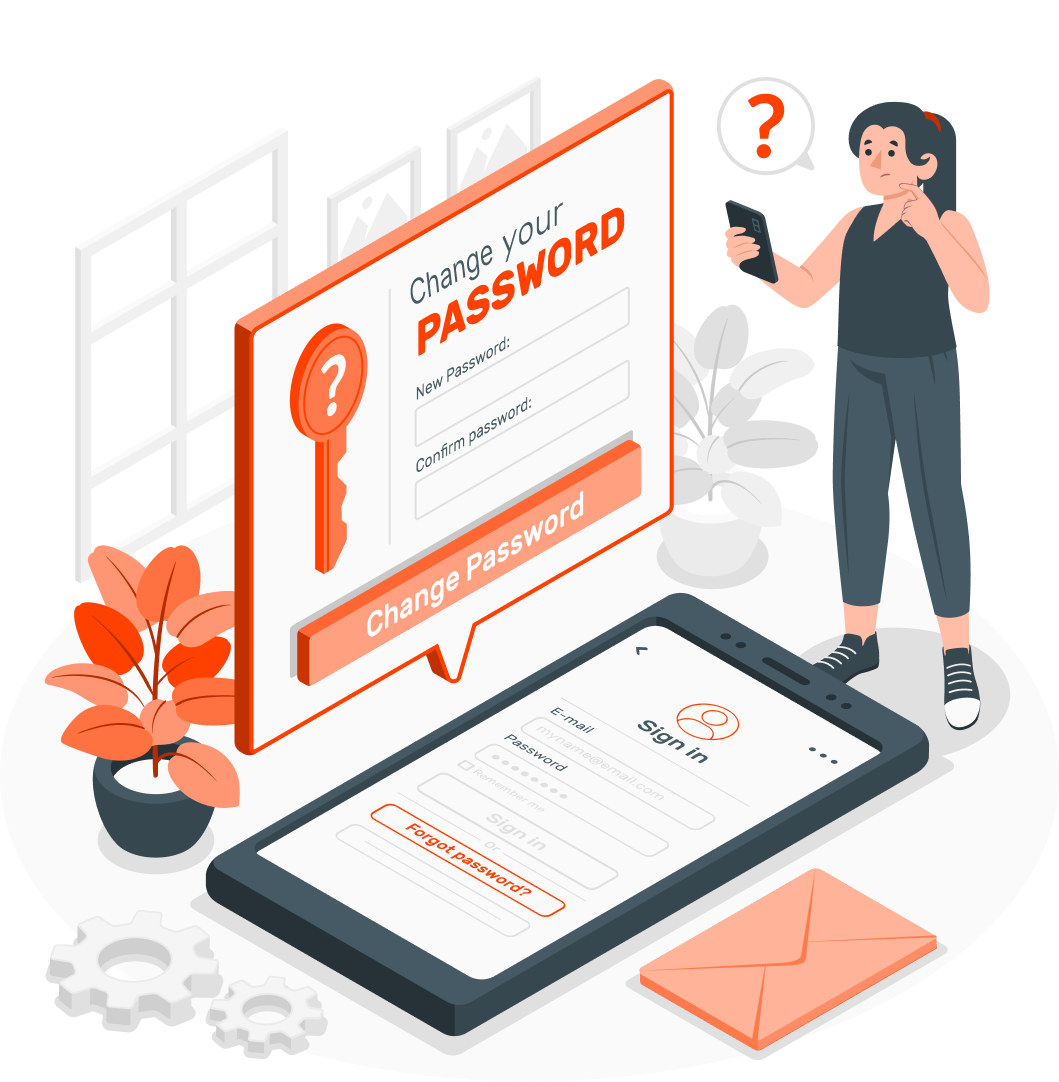 ?
Change your
PASSWORD
?
New Password:
Confirm password:
Change Password
Sign in
E-mail
myname@email.com
Password
Remember me
Sign in
or
Forgot password?